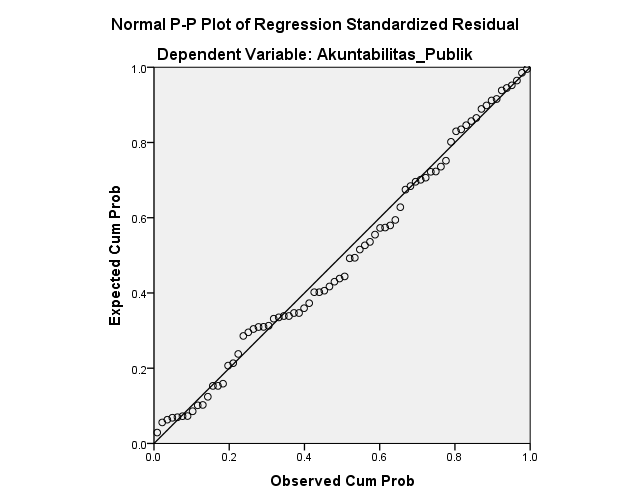 Normal P-P Plot of Regression Standardized Residual
Dependent Variable: Akuntabilitas_Publik
1.0
0.8
0.6
0.4
0.2
0.0
Expected Cum Prob
0.0 0.2 0.4 0.6 0.8 1.0
Observed Cum Prob